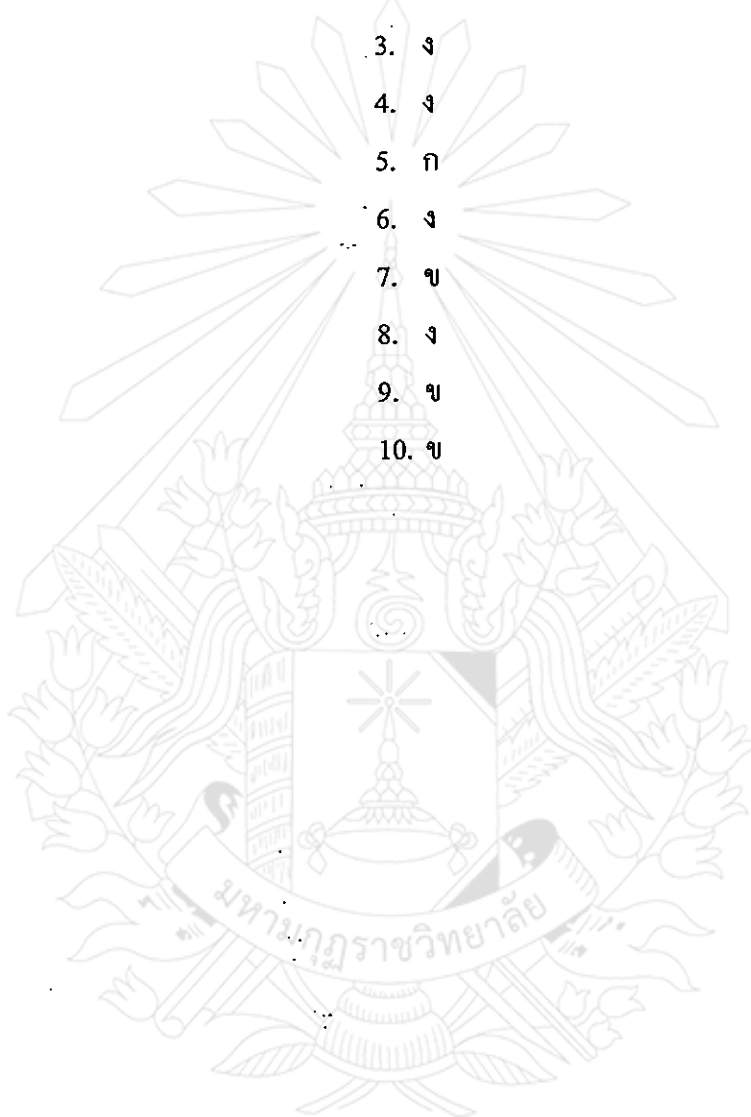 3. ง
4. ง
5. ก
6. ง
7. ข
8. ง
9. ข
10. ข
มหามกุฏราชวิทยาลัย